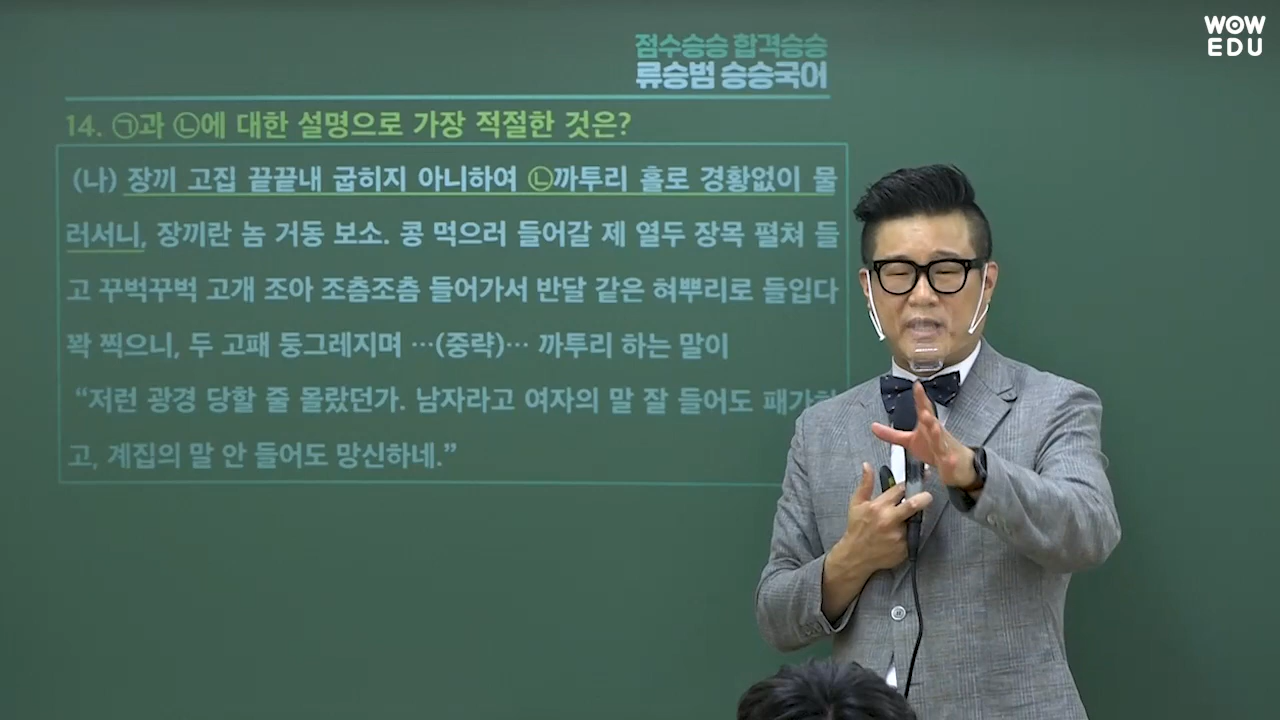 WOW
EDU
점수승승 합격승승
류승범 승승국어
14. ㉠과 ㉡에 대한 설명으로 가장 적절한 것은?
(나) 장끼 고집 끝끝내 굽히지 아니하여 ㉡까투리 홀로 경황없이 물
러서니, 장끼란 놈 거동 보소. 콩 먹으러 들어갈 제 열두 장목 펼쳐 들
고 꾸벅꾸벅 고개 조아 조츰조츰 들어가서 반달 같은 혀뿌리로 들입다
꽉 찍으니, 두 고패 둥그레지며 …(중략)… 까투리 하는 말이
“저런 광경 당할 줄 몰랐던가. 남자라고 여자의 말 잘 들어도
고, 계집의 말 안 들어도 망신하네.”